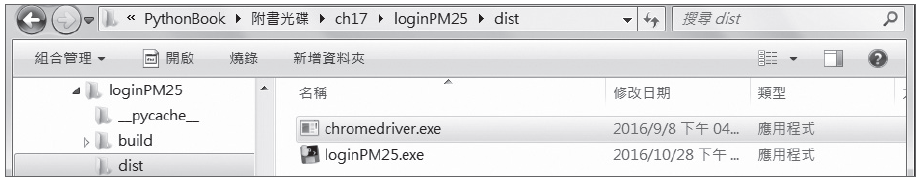 « PythonBook ▸ 附書光碟 ▸ ch17 ▸ loginPM25 ▸ dist 搜尋 dist
組合管理 開啟 燒錄 新增資料夾
loginPM25
__pycache__
build
dist
名稱 修改日期 類型
chromedriver.exe 2016/9/8 下午 04... 應用程式
loginPM25.exe 2016/10/28 下午 ... 應用程式